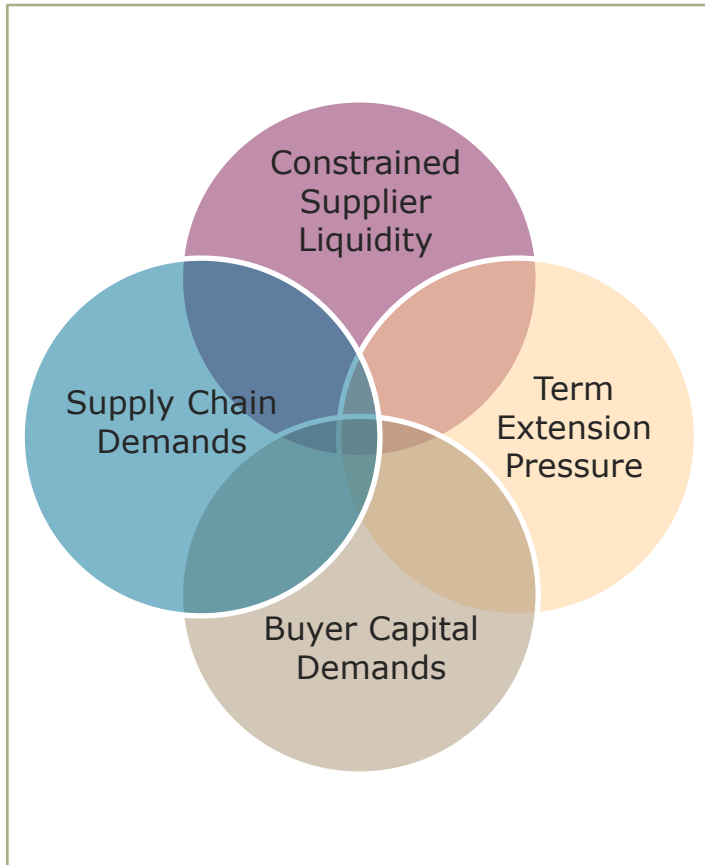 Constrained
Supplier
Liquidity
Supply Chain
Demands
Term
Extension
Pressure
Buyer Capital
Demands